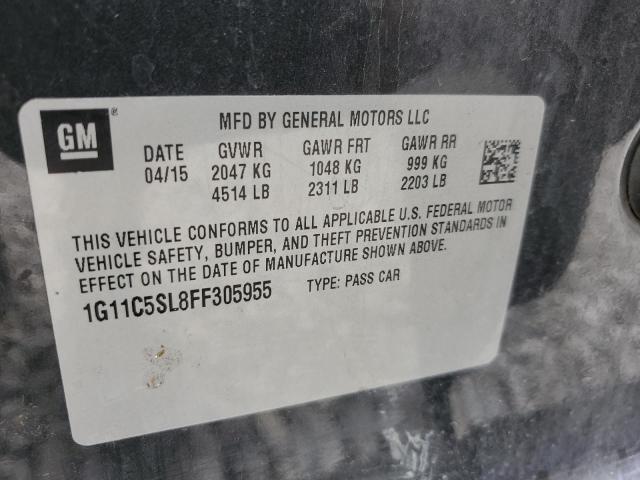 GM®
MFD BY GENERAL MOTORS LLC
DATE GVWR GAWR FRT GAWR RR
04/15 2047 KG 1048 KG 999 KG
4514 LB 2311 LB 2203 LB
THIS VEHICLE CONFORMS TO ALL APPLICABLE U.S. FEDERAL MOTOR
VEHICLE SAFETY, BUMPER, AND THEFT PREVENTION STANDARDS IN
EFFECT ON THE DATE OF MANUFACTURE SHOWN ABOVE.
1G11C5SL8FF305955 TYPE: PASS CAR